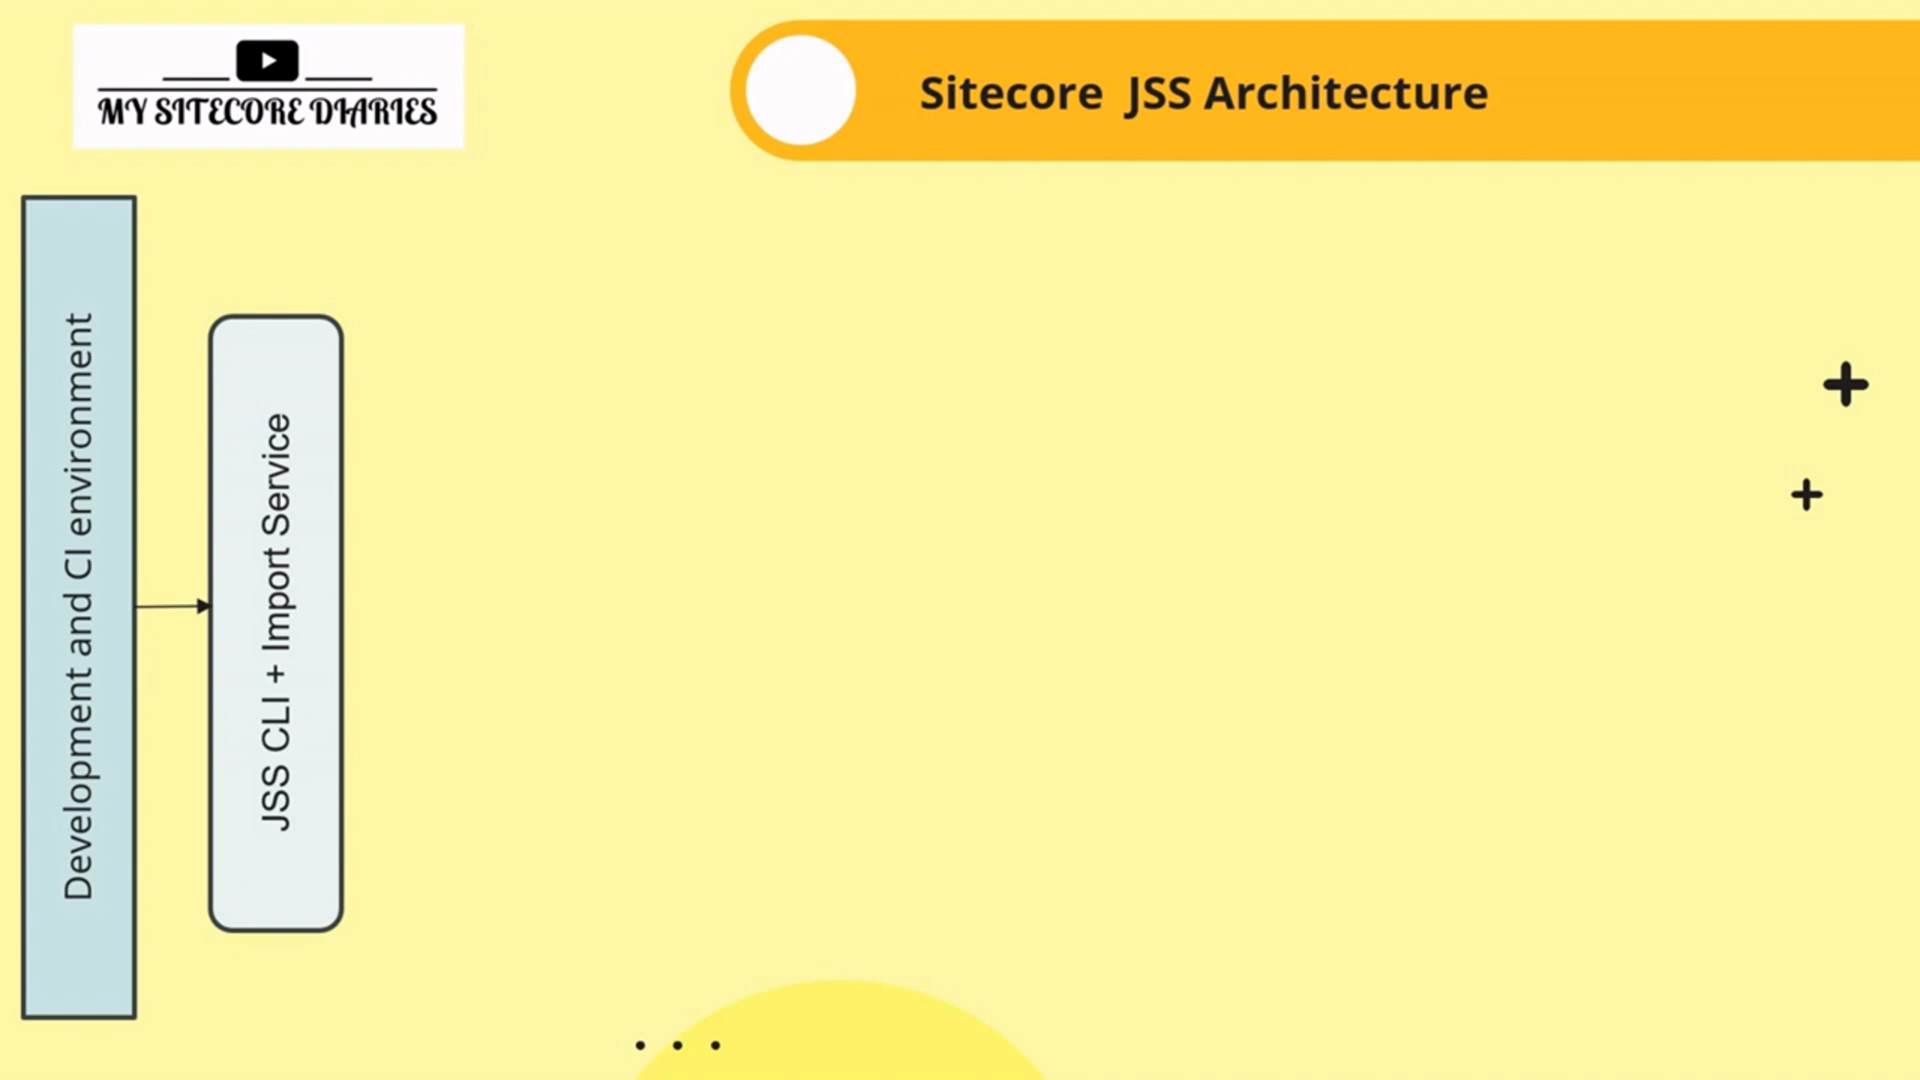 MY SITECORE DIARIES
Sitecore JSS Architecture
Development and CI environment
JSS CLI + Import Service